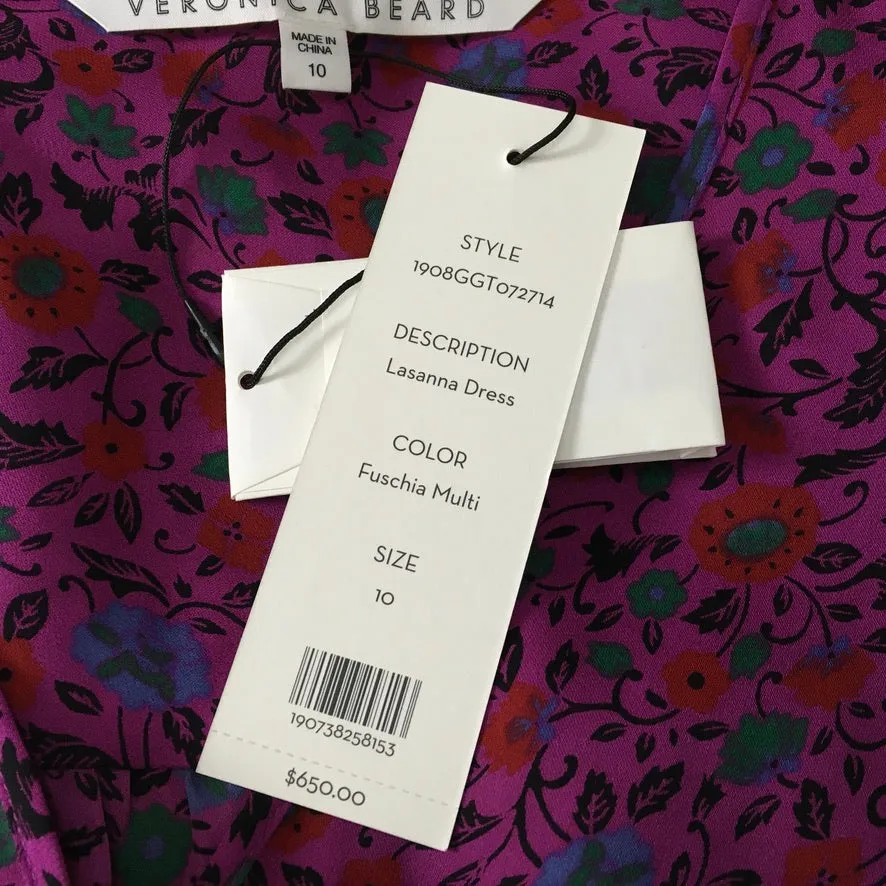 VERONICA BEARD
MADE IN
CHINA
10
STYLE
1908GGT072714
DESCRIPTION
Lasanna Dress
COLOR
Fuschia Multi
SIZE
10
190738258153
$650.00